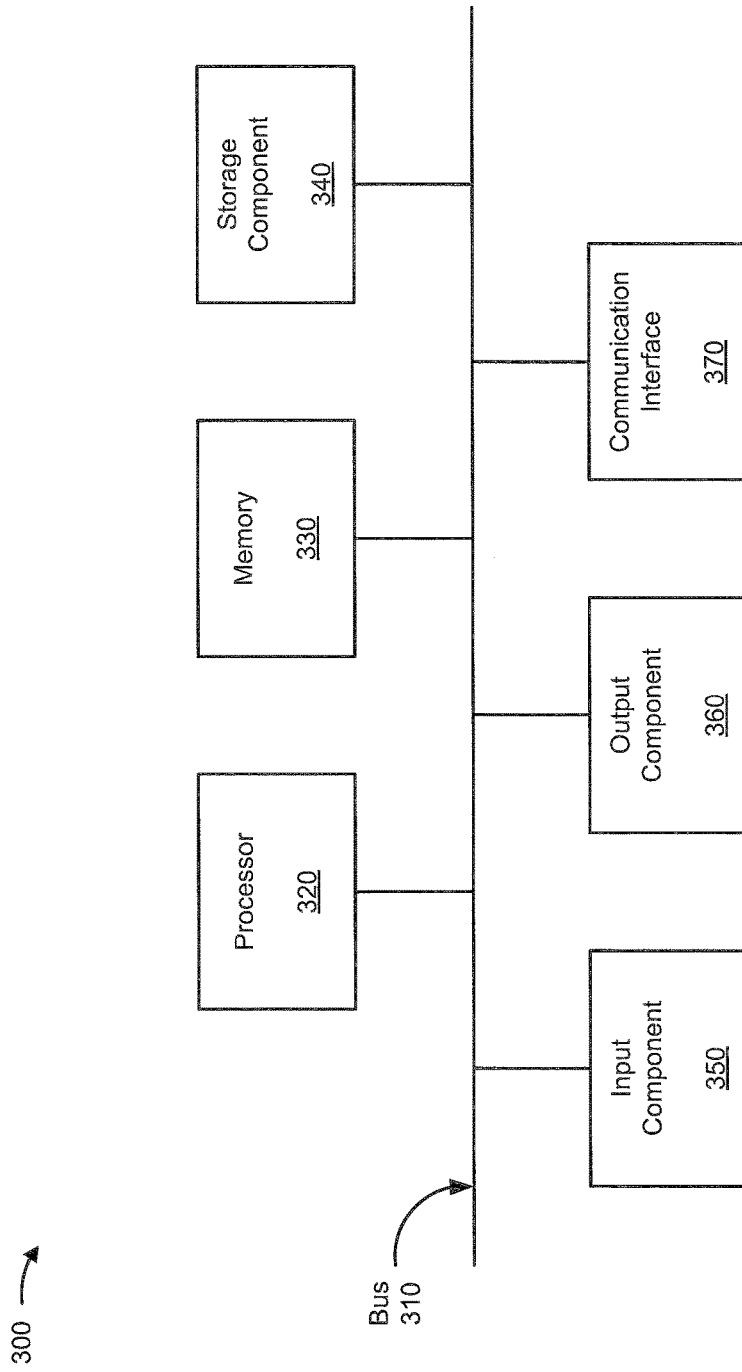 300
Bus
310
Processor
320
Memory
330
Storage
Component
340
Input
Component
350
Output
Component
360
Communication
Interface
370